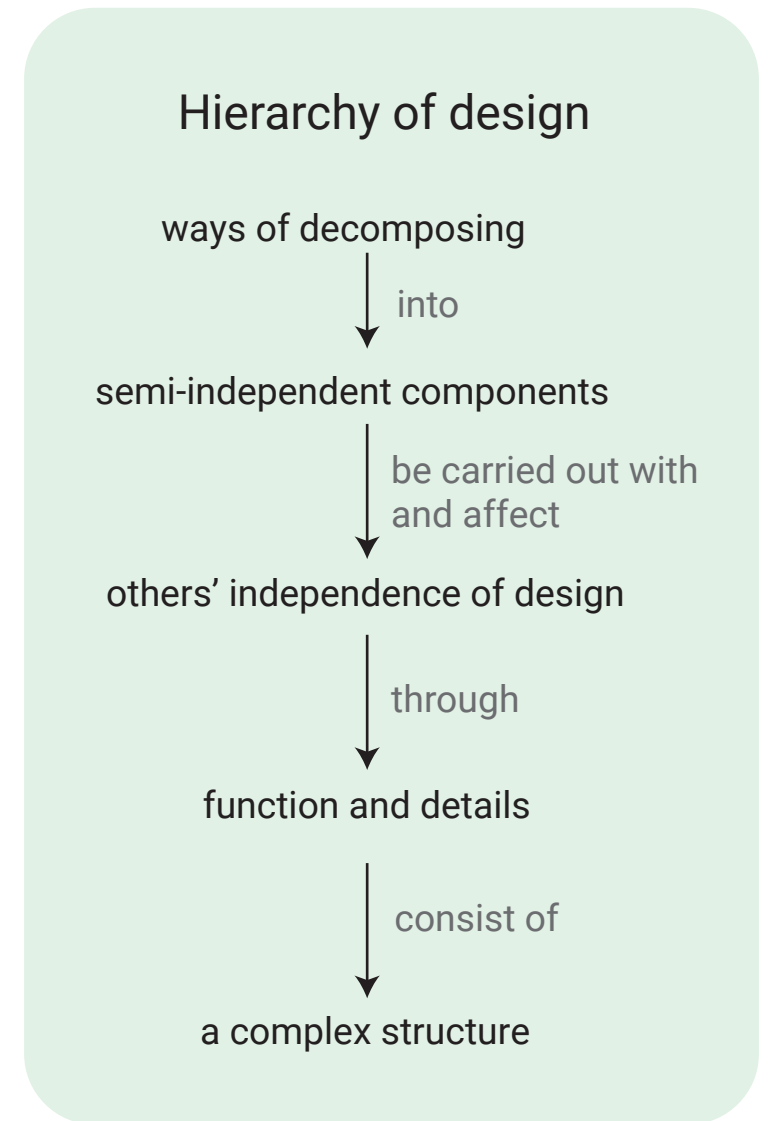 Hierarchy of design
ways of decomposing
into
semi-independent components
be carried out with
and affect
others’ independence of design
through
function and details
consist of
a complex structure